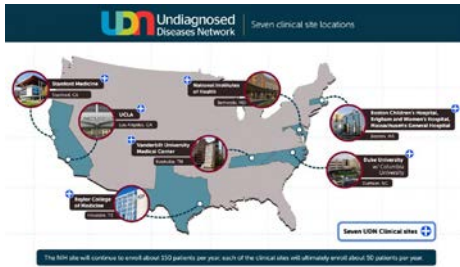 UDN Undiagnosed
Diseases Network
Seven clinical site locations
Stanford Medicine
Stanford, CA
National Institutes
of Health
Bethesda, MD
UCLA
Los Angeles, CA
Boston Children's Hospital,
Brigham and Women's Hospital,
Massachusetts General Hospital
Boston, MA
Vanderbilt University
Medical Center
Nashville, TN
Duke University
w/ Columbia
University
Durham, NC
Baylor College
of Medicine
Houston, TX
Seven UDN Clinical sites
The NIH site will continue to enroll about 150 patients per year, each of the clinical sites will ultimately enroll about 50 patients per year.